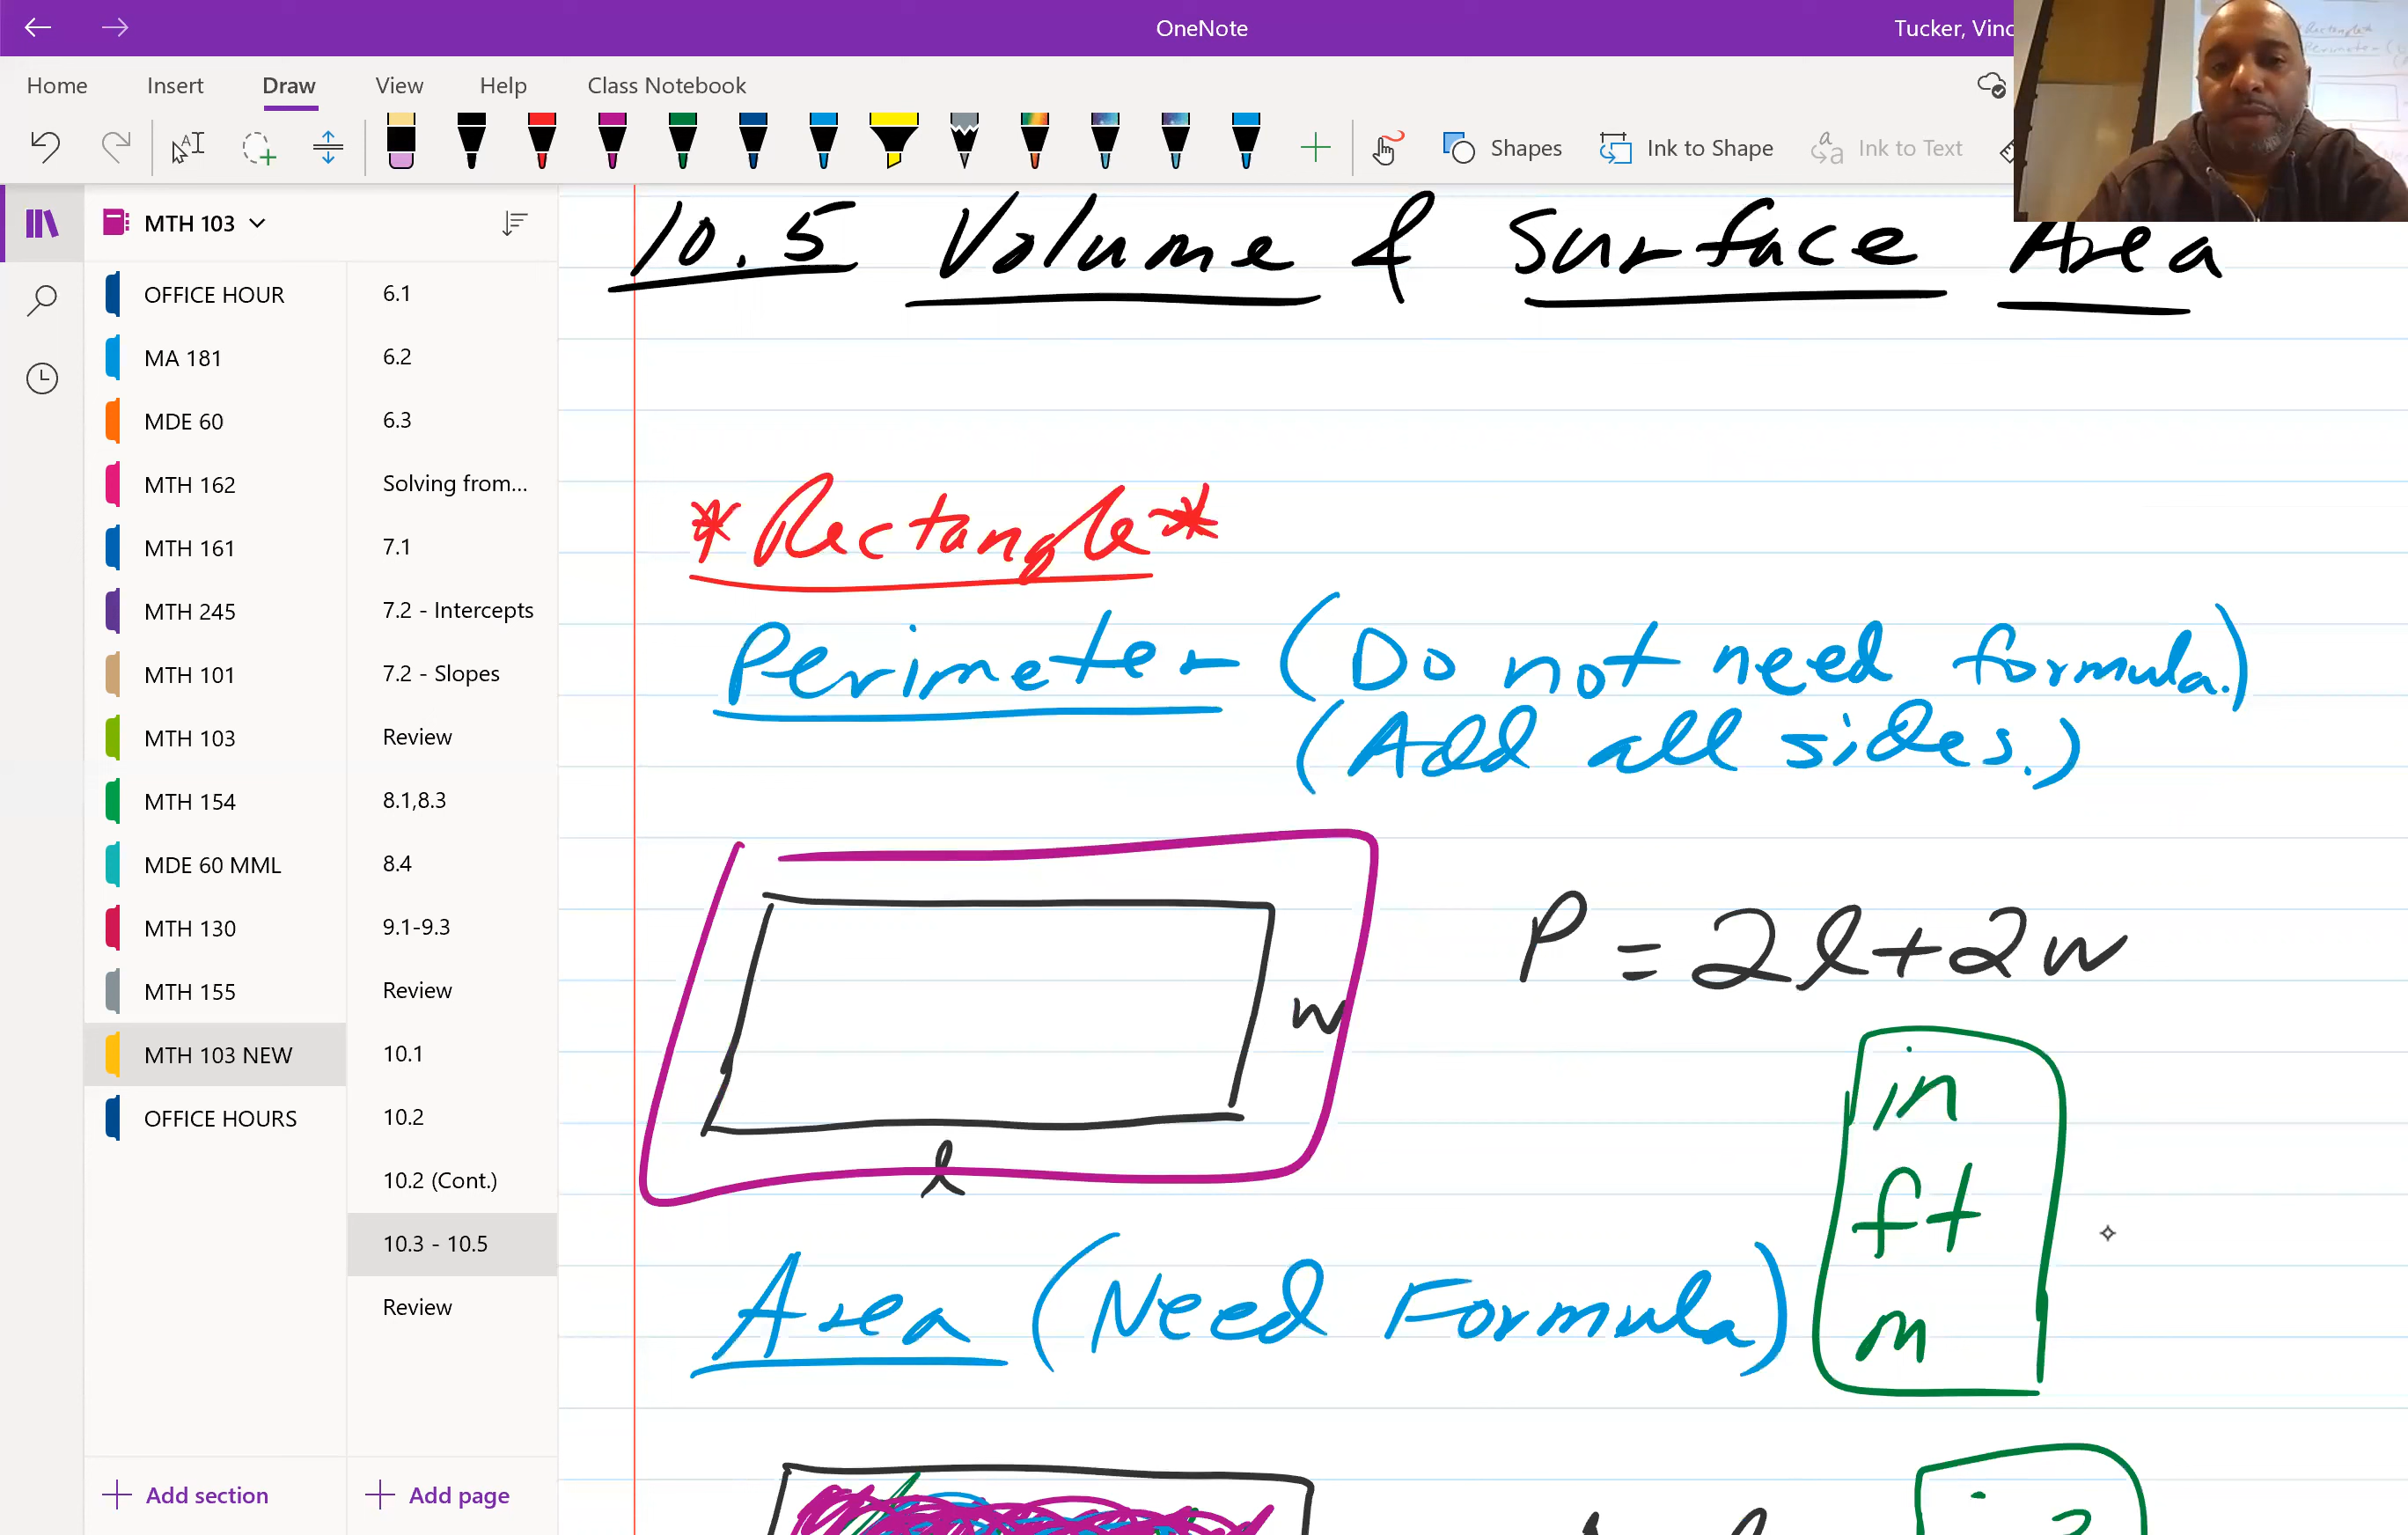 OneNote
Tucker, Vinc
Home Insert Draw View Help Class Notebook
Shapes Ink to Shape Ink to Text
MTH 103
OFFICE HOUR
MA 181
MDE 60
MTH 162
MTH 161
MTH 245
MTH 101
MTH 103
MTH 154
MDE 60 MML
MTH 130
MTH 155
MTH 103 NEW
OFFICE HOURS
Add section
6.1
6.2
6.3
Solving from...
7.1
7.2 - Intercepts
7.2 - Slopes
Review
8.1,8.3
8.4
9.1-9.3
Review
10.1
10.2
10.2 (Cont.)
10.3 - 10.5
Review
Add page
10.5 Volume & Surface Area
*Rectangle*
Perimeter - (Do not need formula.)
(Add all sides.)
w
l
P = 2l+2w
in
ft
m
Area (Need Formula)